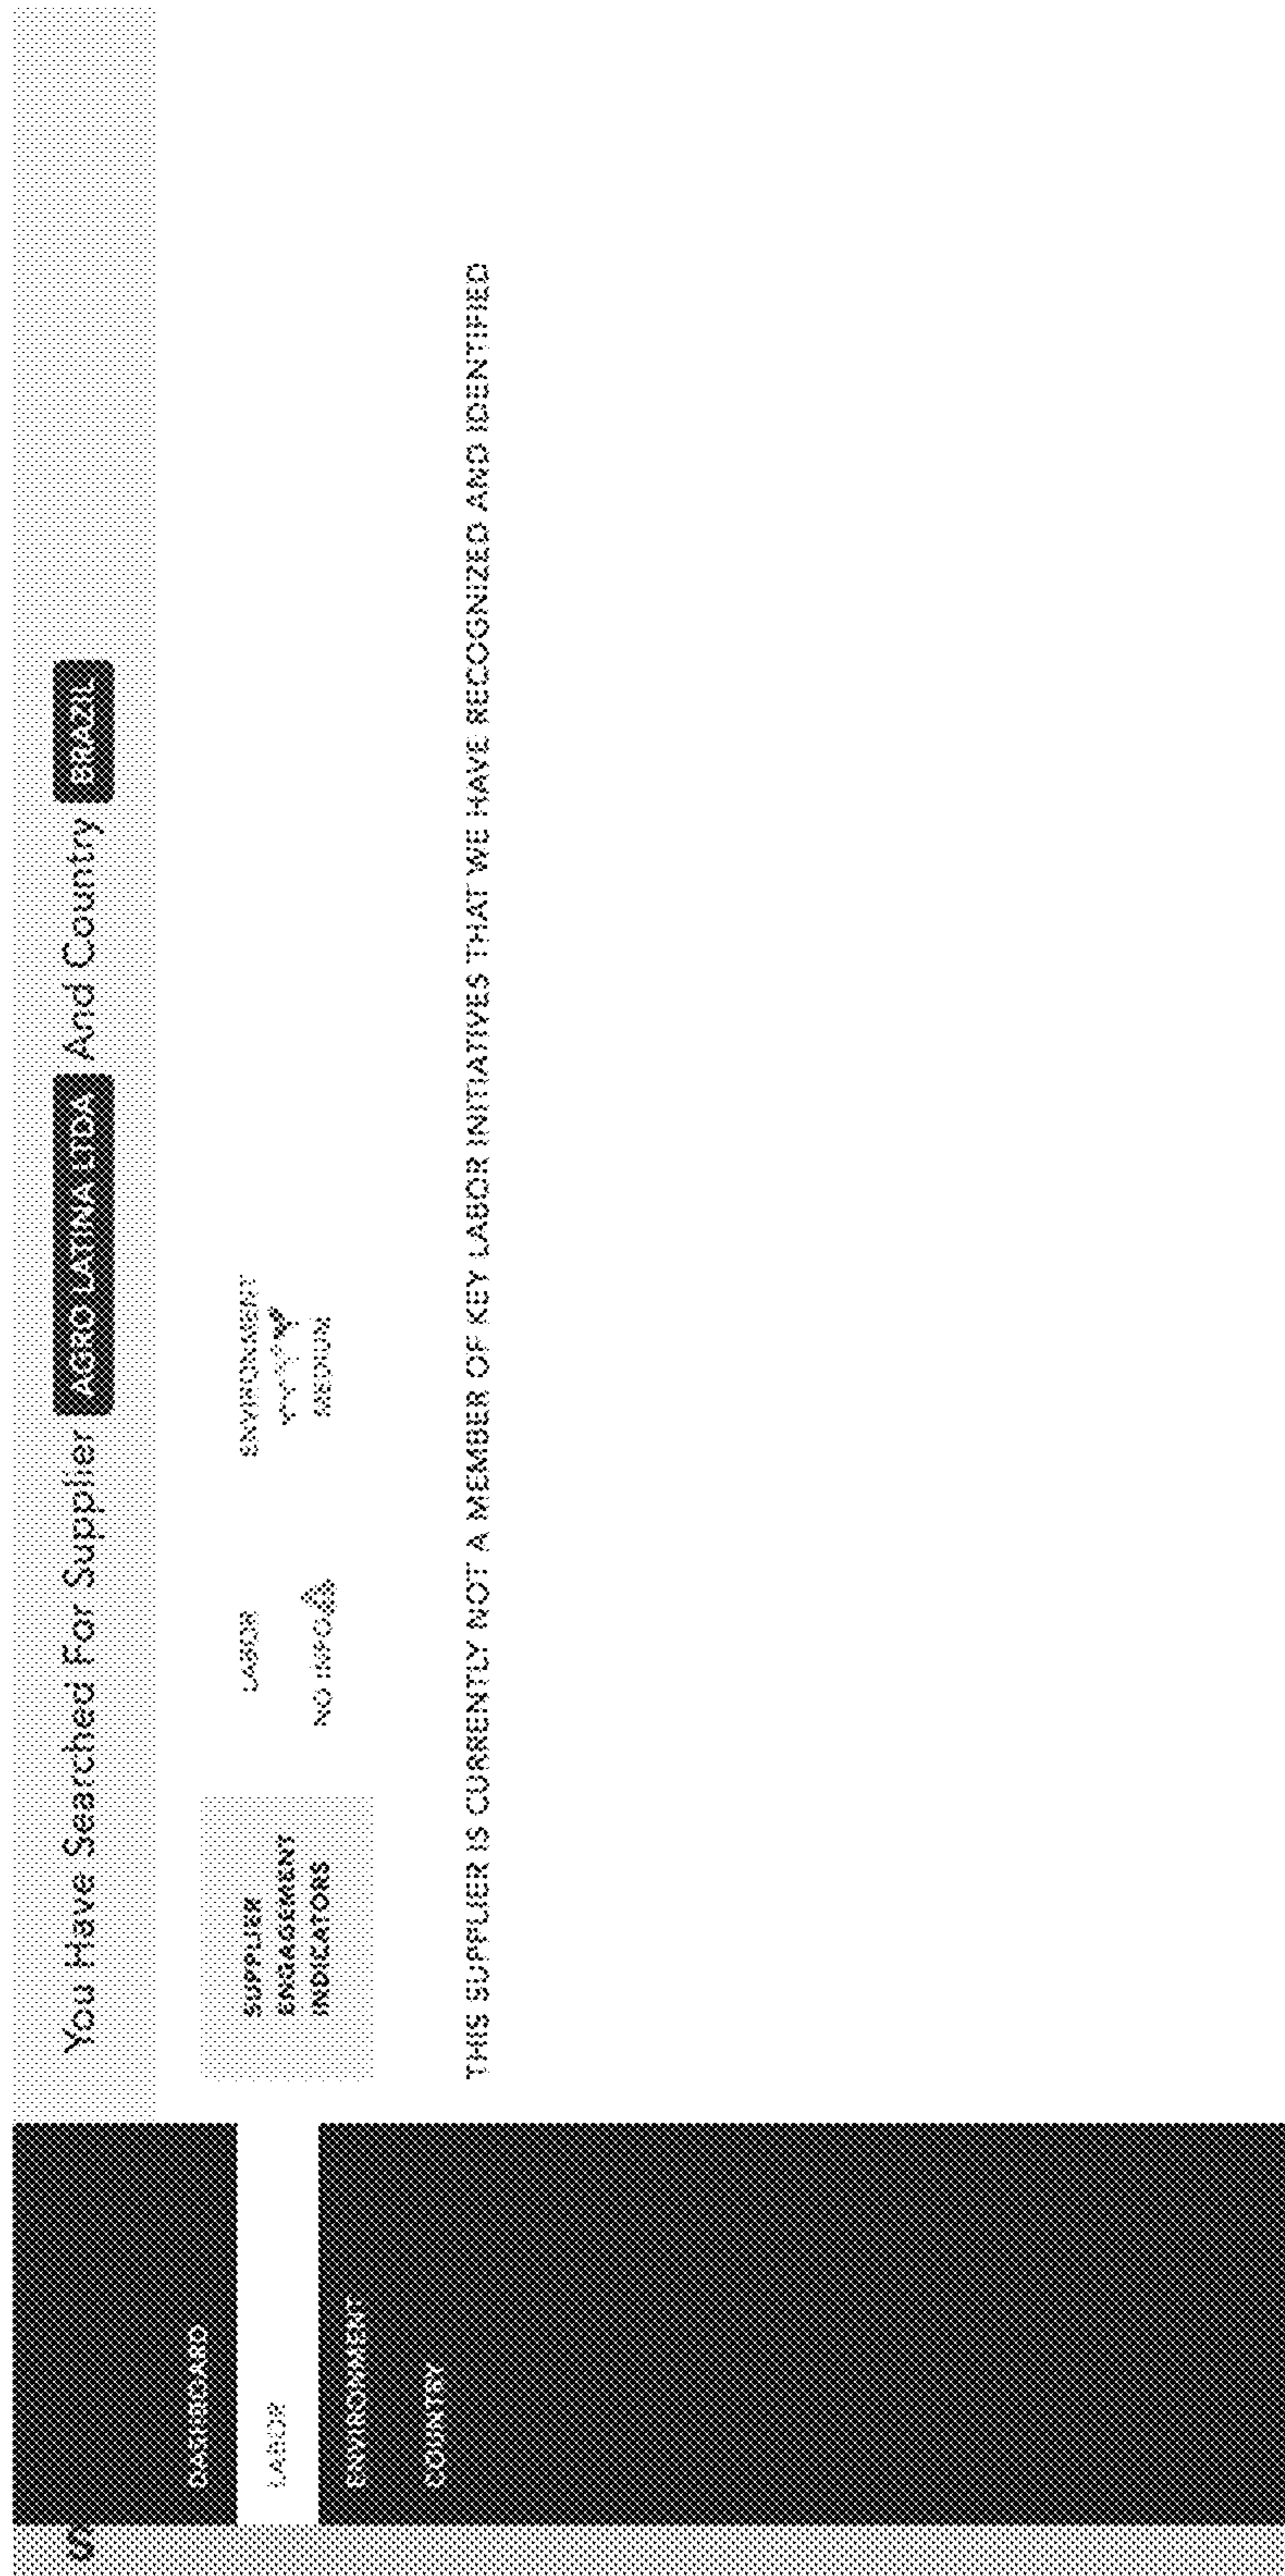 You Have Searched For Supplier AGRO LATINA LTDA And Country BRAZIL
DASHBOARD
LABOR
ENVIRONMENT
COUNTRY
SUPPLIER
ENGAGEMENT
INDICATORS
LABOR
NO INFO
ENVIRONMENT
MEDIUM
THIS SUPPLIER IS CURRENTLY NOT A MEMBER OF KEY LABOR INITIATIVES THAT WE HAVE RECOGNIZED AND IDENTIFIED